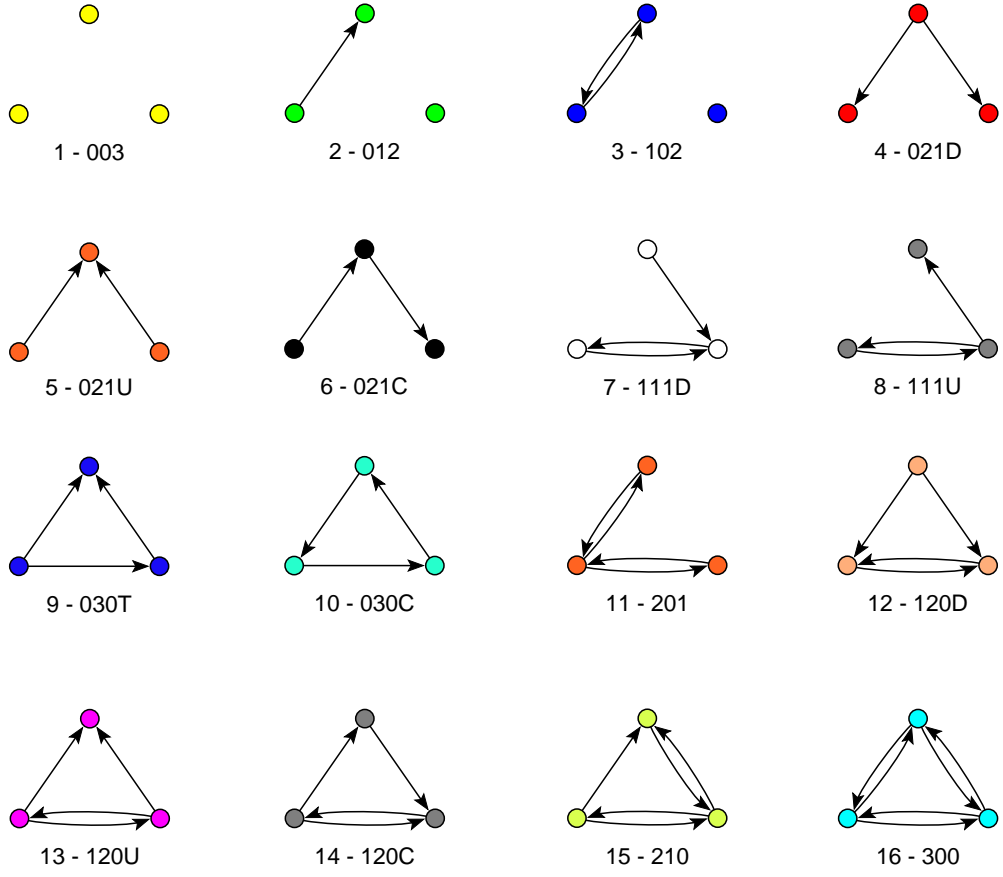 1 - 003
2 - 012
3 - 102
4 - 021D
5 - 021U
6 - 021C
7 - 111D
8 - 111U
9 - 030T
10 - 030C
11 - 201
12 - 120D
13 - 120U
14 - 120C
15 - 210
16 - 300